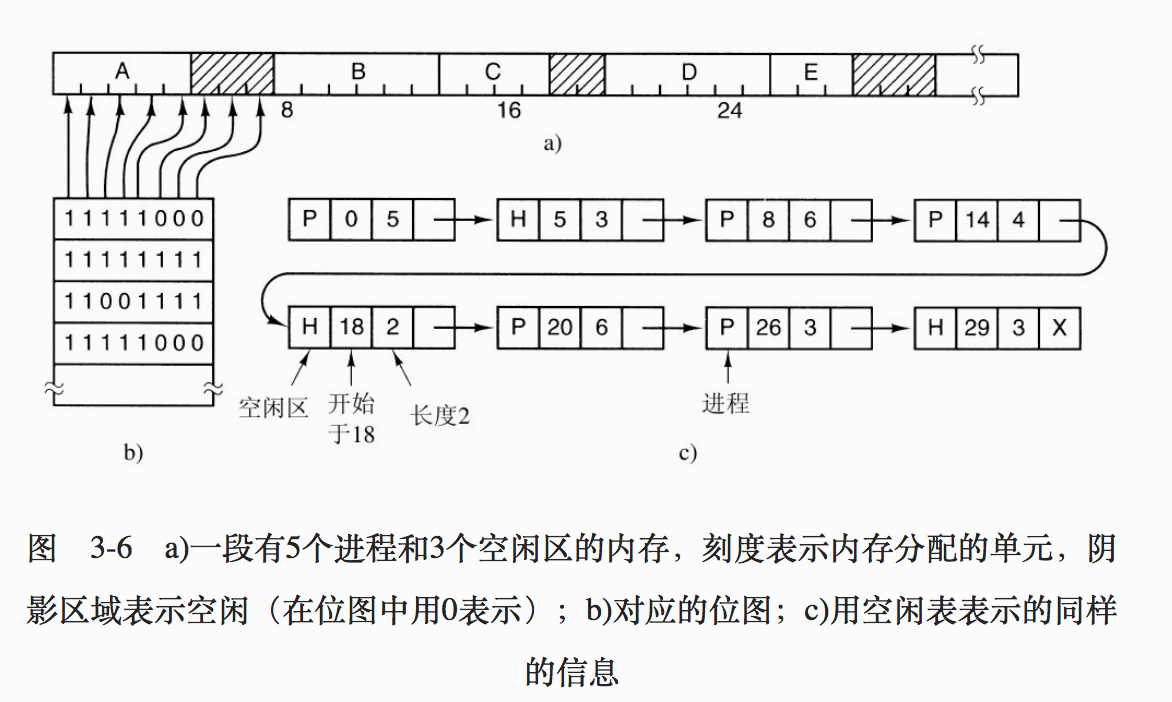 A B C D E
8 16 24
a)
11111000
11111111
11001111
11111000
b)
P 0 5 H 5 3 P 8 6 P 14 4
H 18 2 P 20 6 P 26 3 H 29 3 X
空闲区 开始 长度2 进程
于18
c)
图 3-6 a)一段有5个进程和3个空闲区的内存，刻度表示内存分配的单元，阴
影区域表示空闲（在位图中用0表示）；b)对应的位图；c)用空闲表表示的同样
的信息